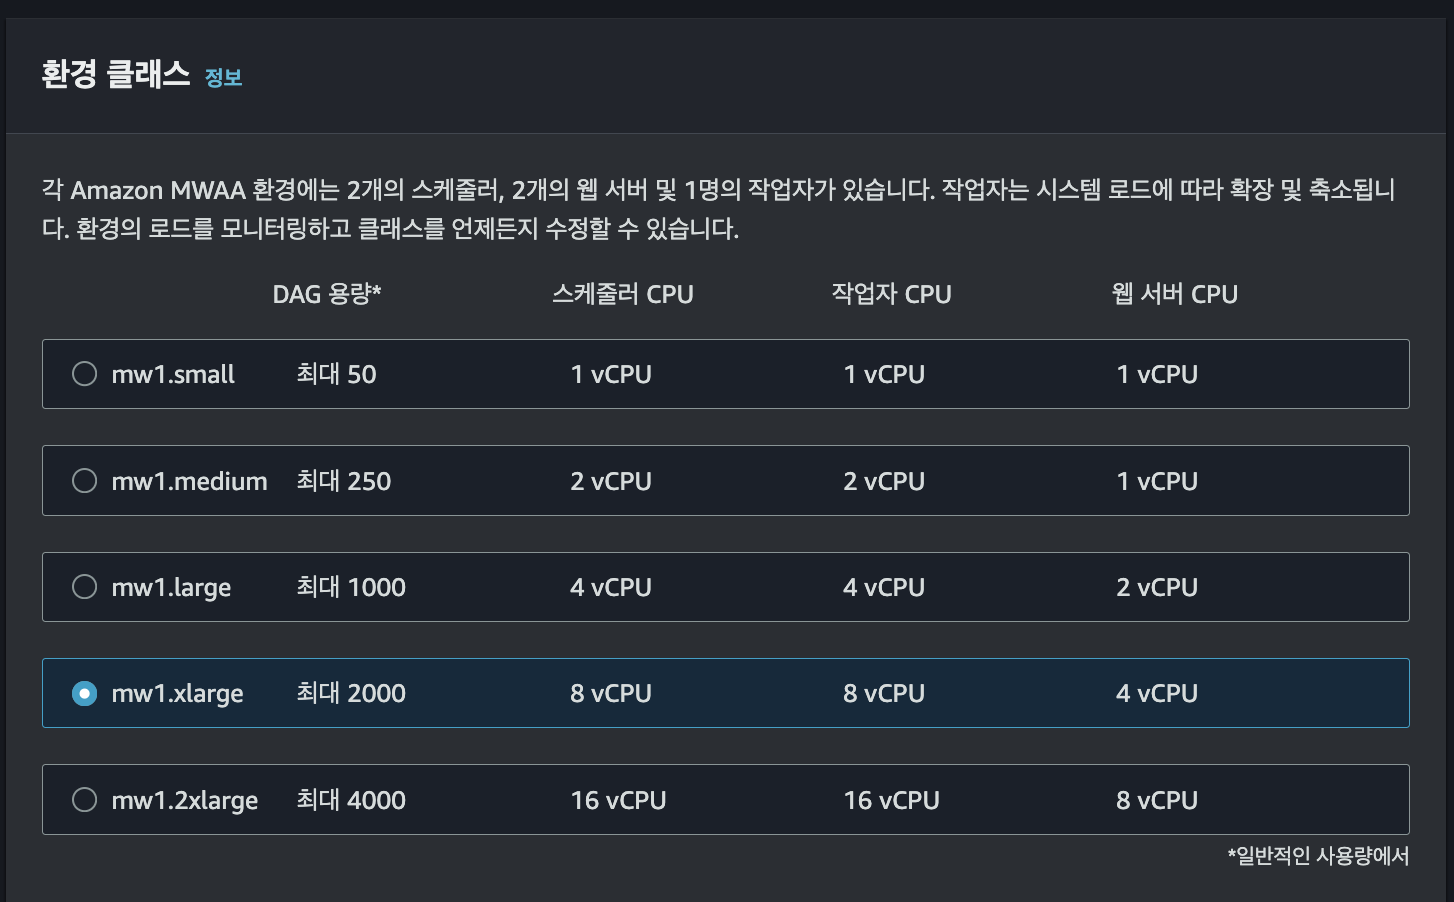 환경 클래스 정보
각 Amazon MWAA 환경에는 2개의 스케줄러, 2개의 웹 서버 및 1명의 작업자가 있습니다. 작업자는 시스템 로드에 따라 확장 및 축소됩니
다. 환경의 로드를 모니터링하고 클래스를 언제든지 수정할 수 있습니다.
DAG 용량* 스케줄러 CPU 작업자 CPU 웹 서버 CPU
mw1.small 최대 50 1 vCPU 1 vCPU 1 vCPU
mw1.medium 최대 250 2 vCPU 2 vCPU 1 vCPU
mw1.large 최대 1000 4 vCPU 4 vCPU 2 vCPU
mw1.xlarge 최대 2000 8 vCPU 8 vCPU 4 vCPU
mw1.2xlarge 최대 4000 16 vCPU 16 vCPU 8 vCPU
*일반적인 사용량에서